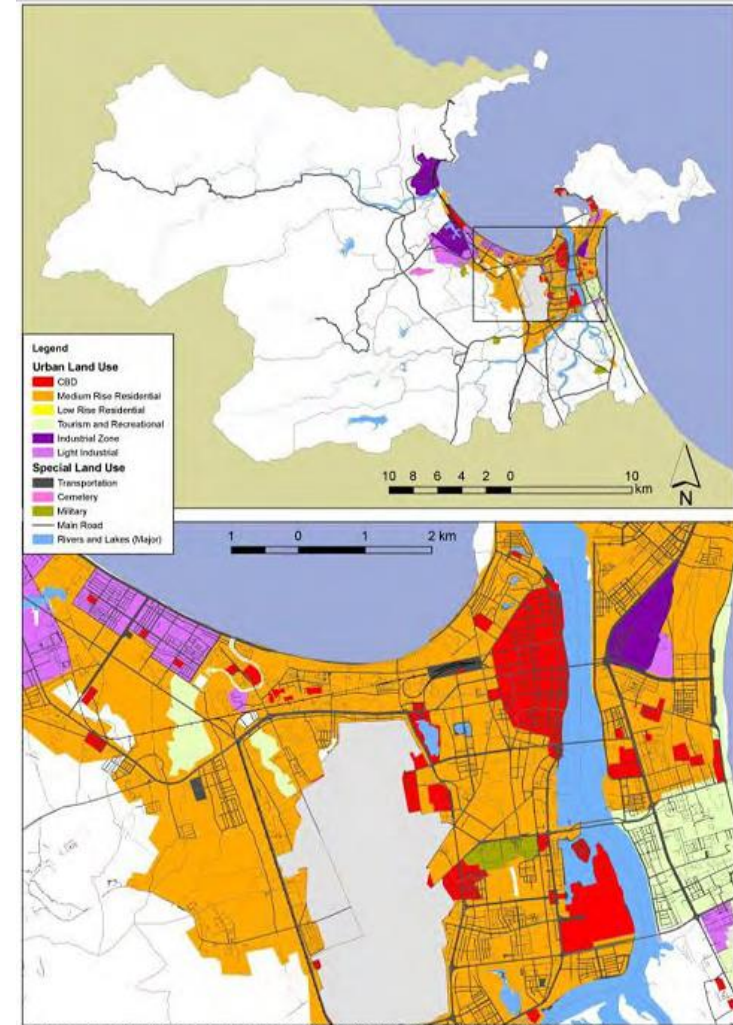 Legend
Urban Land Use
CBD
Medium Rise Residential
Low Rise Residential
Tourism and Recreational
Industrial Zone
Light Industrial
Special Land Use
Transportation
Cemetery
Military
Main Road
Rivers and Lakes (Major)
10 8 6 4 2 0 10
km
N
1 0 1 2 km